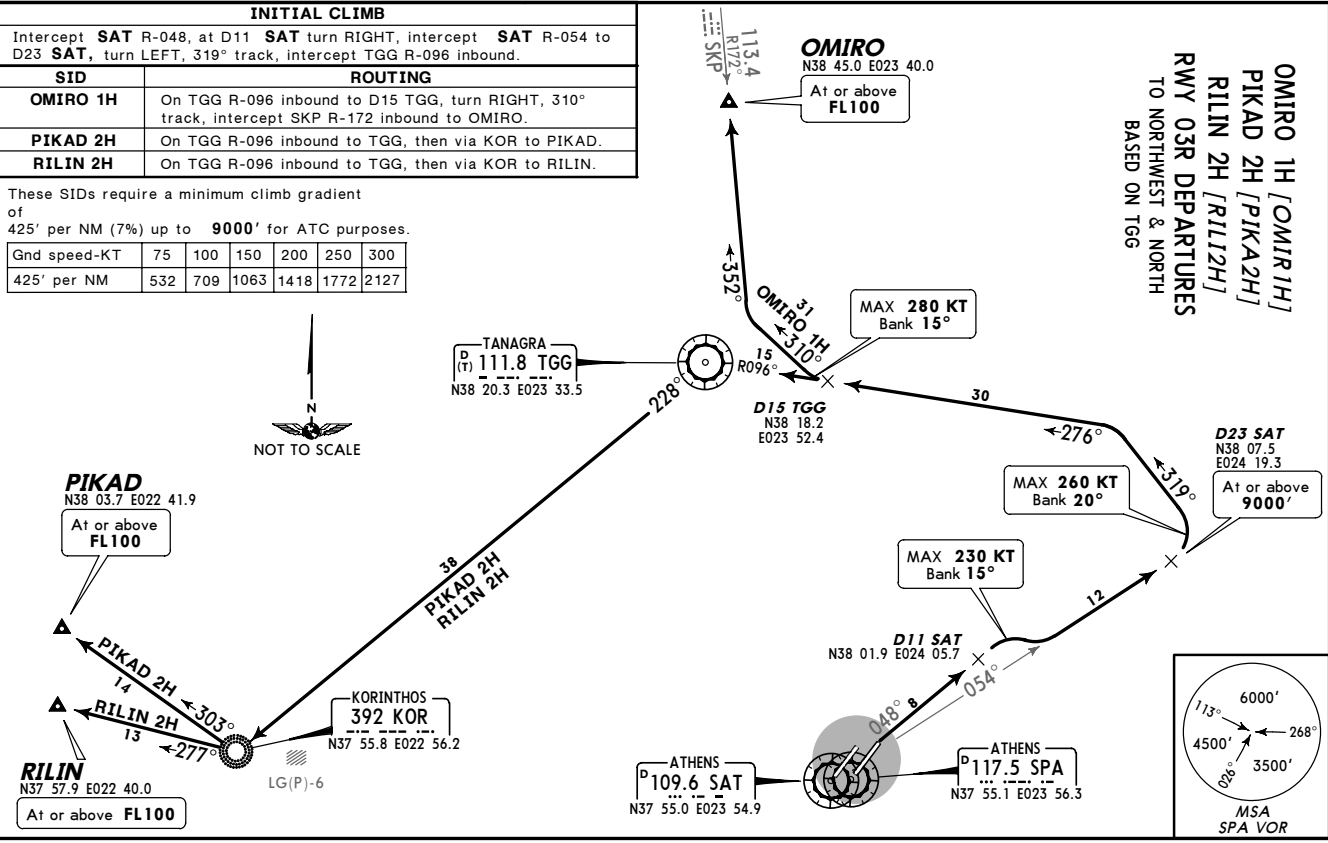 INITIAL CLIMB
Intercept SAT R-048, at D11 SAT turn RIGHT, intercept SAT R-054 to
D23 SAT, turn LEFT, 319° track, intercept TGG R-096 inbound.
SID ROUTING
OMIRO 1H On TGG R-096 inbound to D15 TGG, turn RIGHT, 310°
track, intercept SKP R-172 inbound to OMIRO.
PIKAD 2H On TGG R-096 inbound to TGG, then via KOR to PIKAD.
RILIN 2H On TGG R-096 inbound to TGG, then via KOR to RILIN.
These SIDs require a minimum climb gradient
of
425' per NM (7%) up to 9000' for ATC purposes.
Gnd speed-KT 75 100 150 200 250 300
425' per NM 532 709 1063 1418 1772 2127
N
NOT TO SCALE
OMIRO 1H [OMIR1H]
PIKAD 2H [PIKA2H]
RILIN 2H [RILI2H]
RWY 03R DEPARTURES
TO NORTHWEST & NORTH
BASED ON TGG
113.4
R172°
SKP
OMIRO
N38 45.0 E023 40.0
At or above
FL100
352°
31
OMIRO 1H
310°
MAX 280 KT
Bank 15°
TANAGRA
D
(T) 111.8 TGG
N38 20.3 E023 33.5
15
R096°
D15 TGG
N38 18.2
E023 52.4
30
276°
319°
D23 SAT
N38 07.5
E024 19.3
At or above
9000'
MAX 260 KT
Bank 20°
MAX 230 KT
Bank 15°
12
D11 SAT
N38 01.9 E024 05.7
054°
048°
8
228°
38
PIKAD 2H
RILIN 2H
PIKAD
N38 03.7 E022 41.9
At or above
FL100
PIKAD 2H
14
303°
RILIN 2H
13
277°
RILIN
N37 57.9 E022 40.0
At or above FL100
KORINTHOS
392 KOR
N37 55.8 E022 56.2
LG(P)-6
ATHENS
D 109.6 SAT
N37 55.0 E023 54.9
ATHENS
D 117.5 SPA
N37 55.1 E023 56.3
6000'
113°
268°
4500'
3500'
026°
MSA
SPA VOR